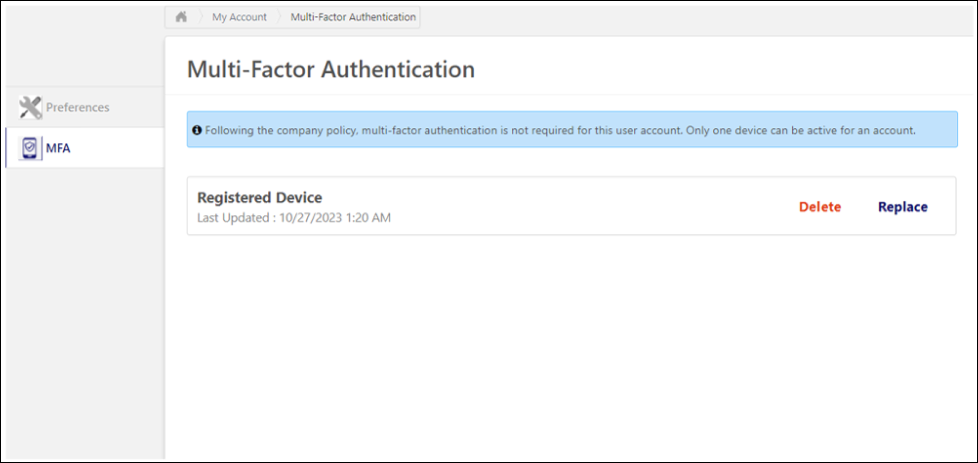 My Account
Multi-Factor Authentication
Multi-Factor Authentication
Preferences
MFA
Following the company policy, multi-factor authentication is not required for this user account. Only one device can be active for an account.
Registered Device
Last Updated : 10/27/2023 1:20 AM
Delete
Replace